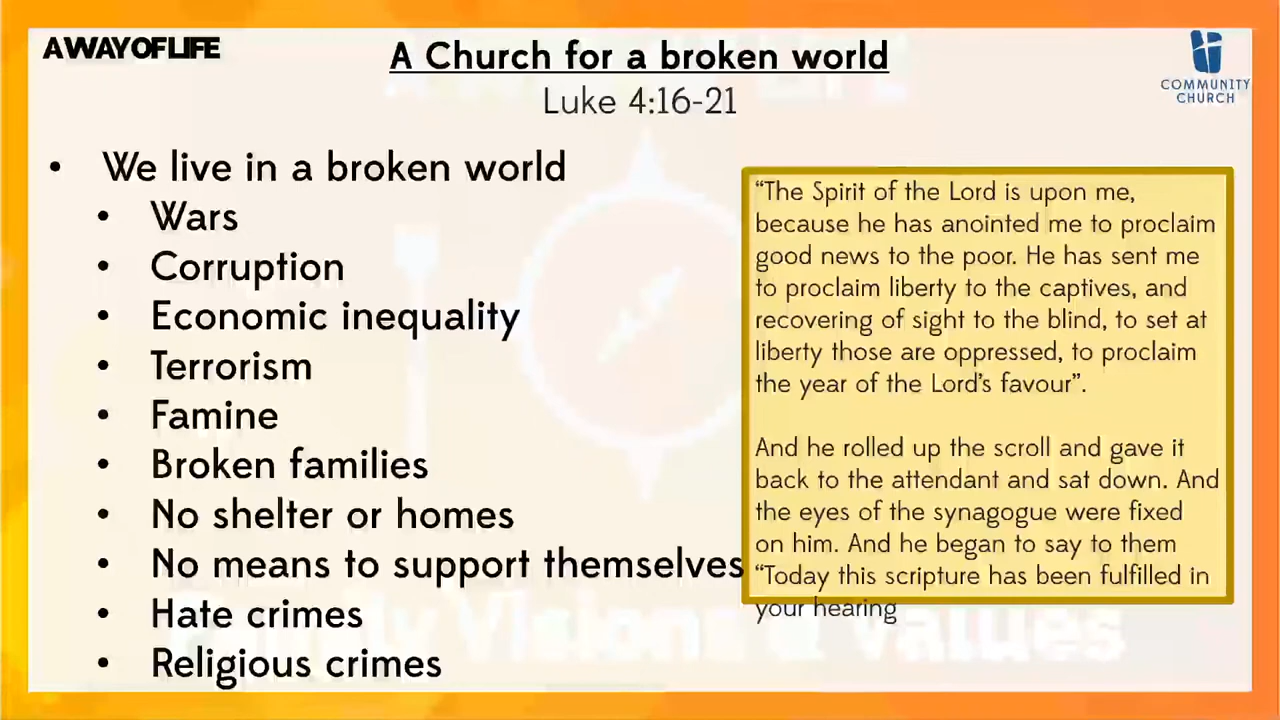 A WAY OF LIFE
A Church for a broken world
Luke 4:16-21
COMMUNITY
CHURCH
• We live in a broken world
• Wars
• Corruption
• Economic inequality
• Terrorism
• Famine
• Broken families
• No shelter or homes
• No means to support themselves
• Hate crimes
• Religious crimes
“The Spirit of the Lord is upon me,
because he has anointed me to proclaim
good news to the poor. He has sent me
to proclaim liberty to the captives, and
recovering of sight to the blind, to set at
liberty those are oppressed, to proclaim
the year of the Lord’s favour”.
And he rolled up the scroll and gave it
back to the attendant and sat down. And
the eyes of the synagogue were fixed
on him. And he began to say to them
“Today this scripture has been fulfilled in
your hearing
Visions & Values